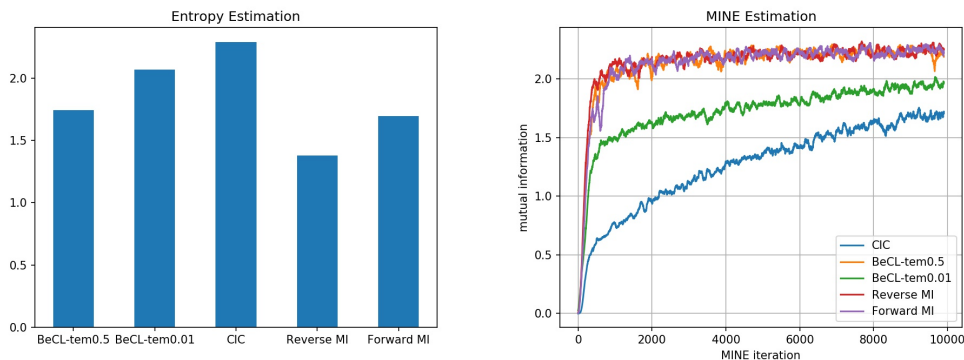 Entropy Estimation
2.0
1.5
1.0
0.5
0.0
BeCL-tem0.5 BeCL-tem0.01 CIC Reverse MI Forward MI
MINE Estimation
mutual information
2.0
1.5
1.0
0.5
0.0
CIC
BeCL-tem0.5
BeCL-tem0.01
Reverse MI
Forward MI
0 2000 4000 6000 8000 10000
MINE iteration